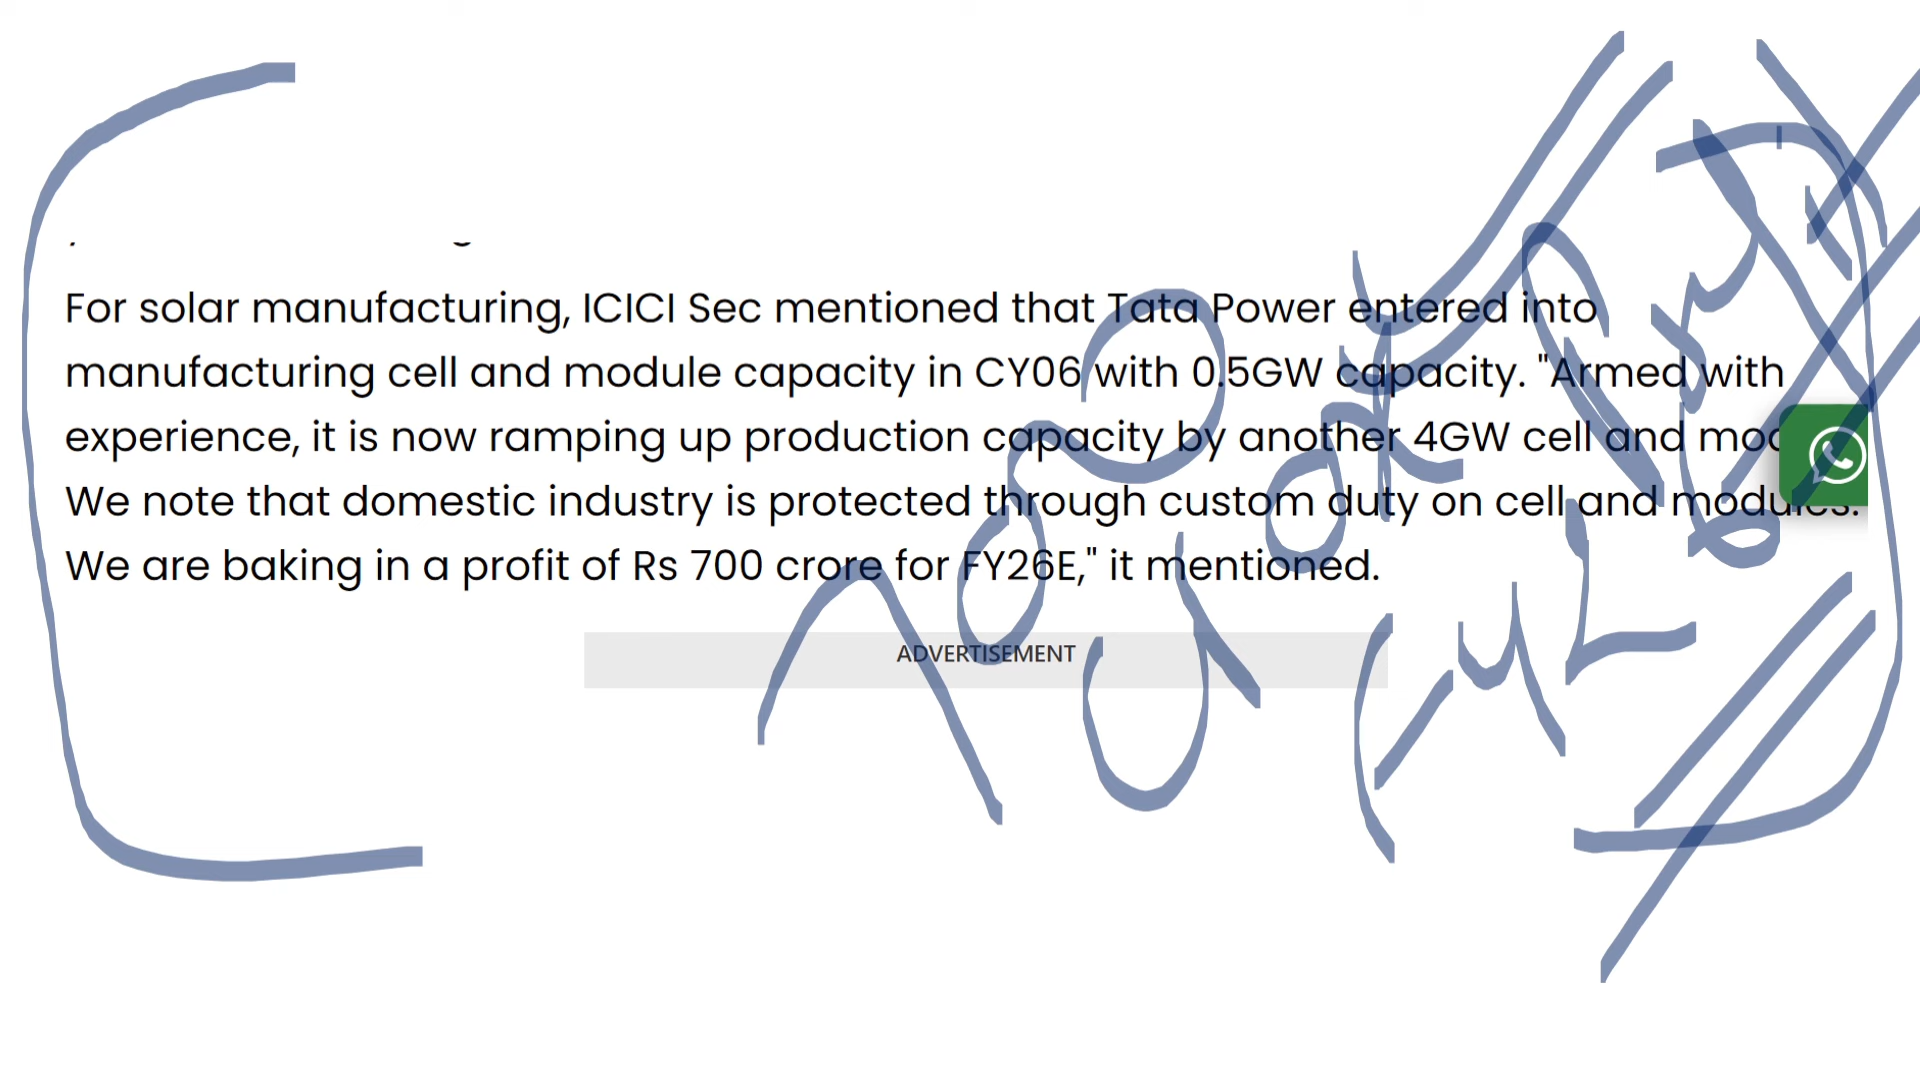 For solar manufacturing, ICICI Sec mentioned that Tata Power entered into
manufacturing cell and module capacity in CY06 with 0.5GW capacity. "Armed with
experience, it is now ramping up production capacity by another 4GW cell and
We note that domestic industry is protected through custom duty on cell and modules.
We are baking in a profit of Rs 700 crore for FY26E," it mentioned.
ADVERTISEMENT
700